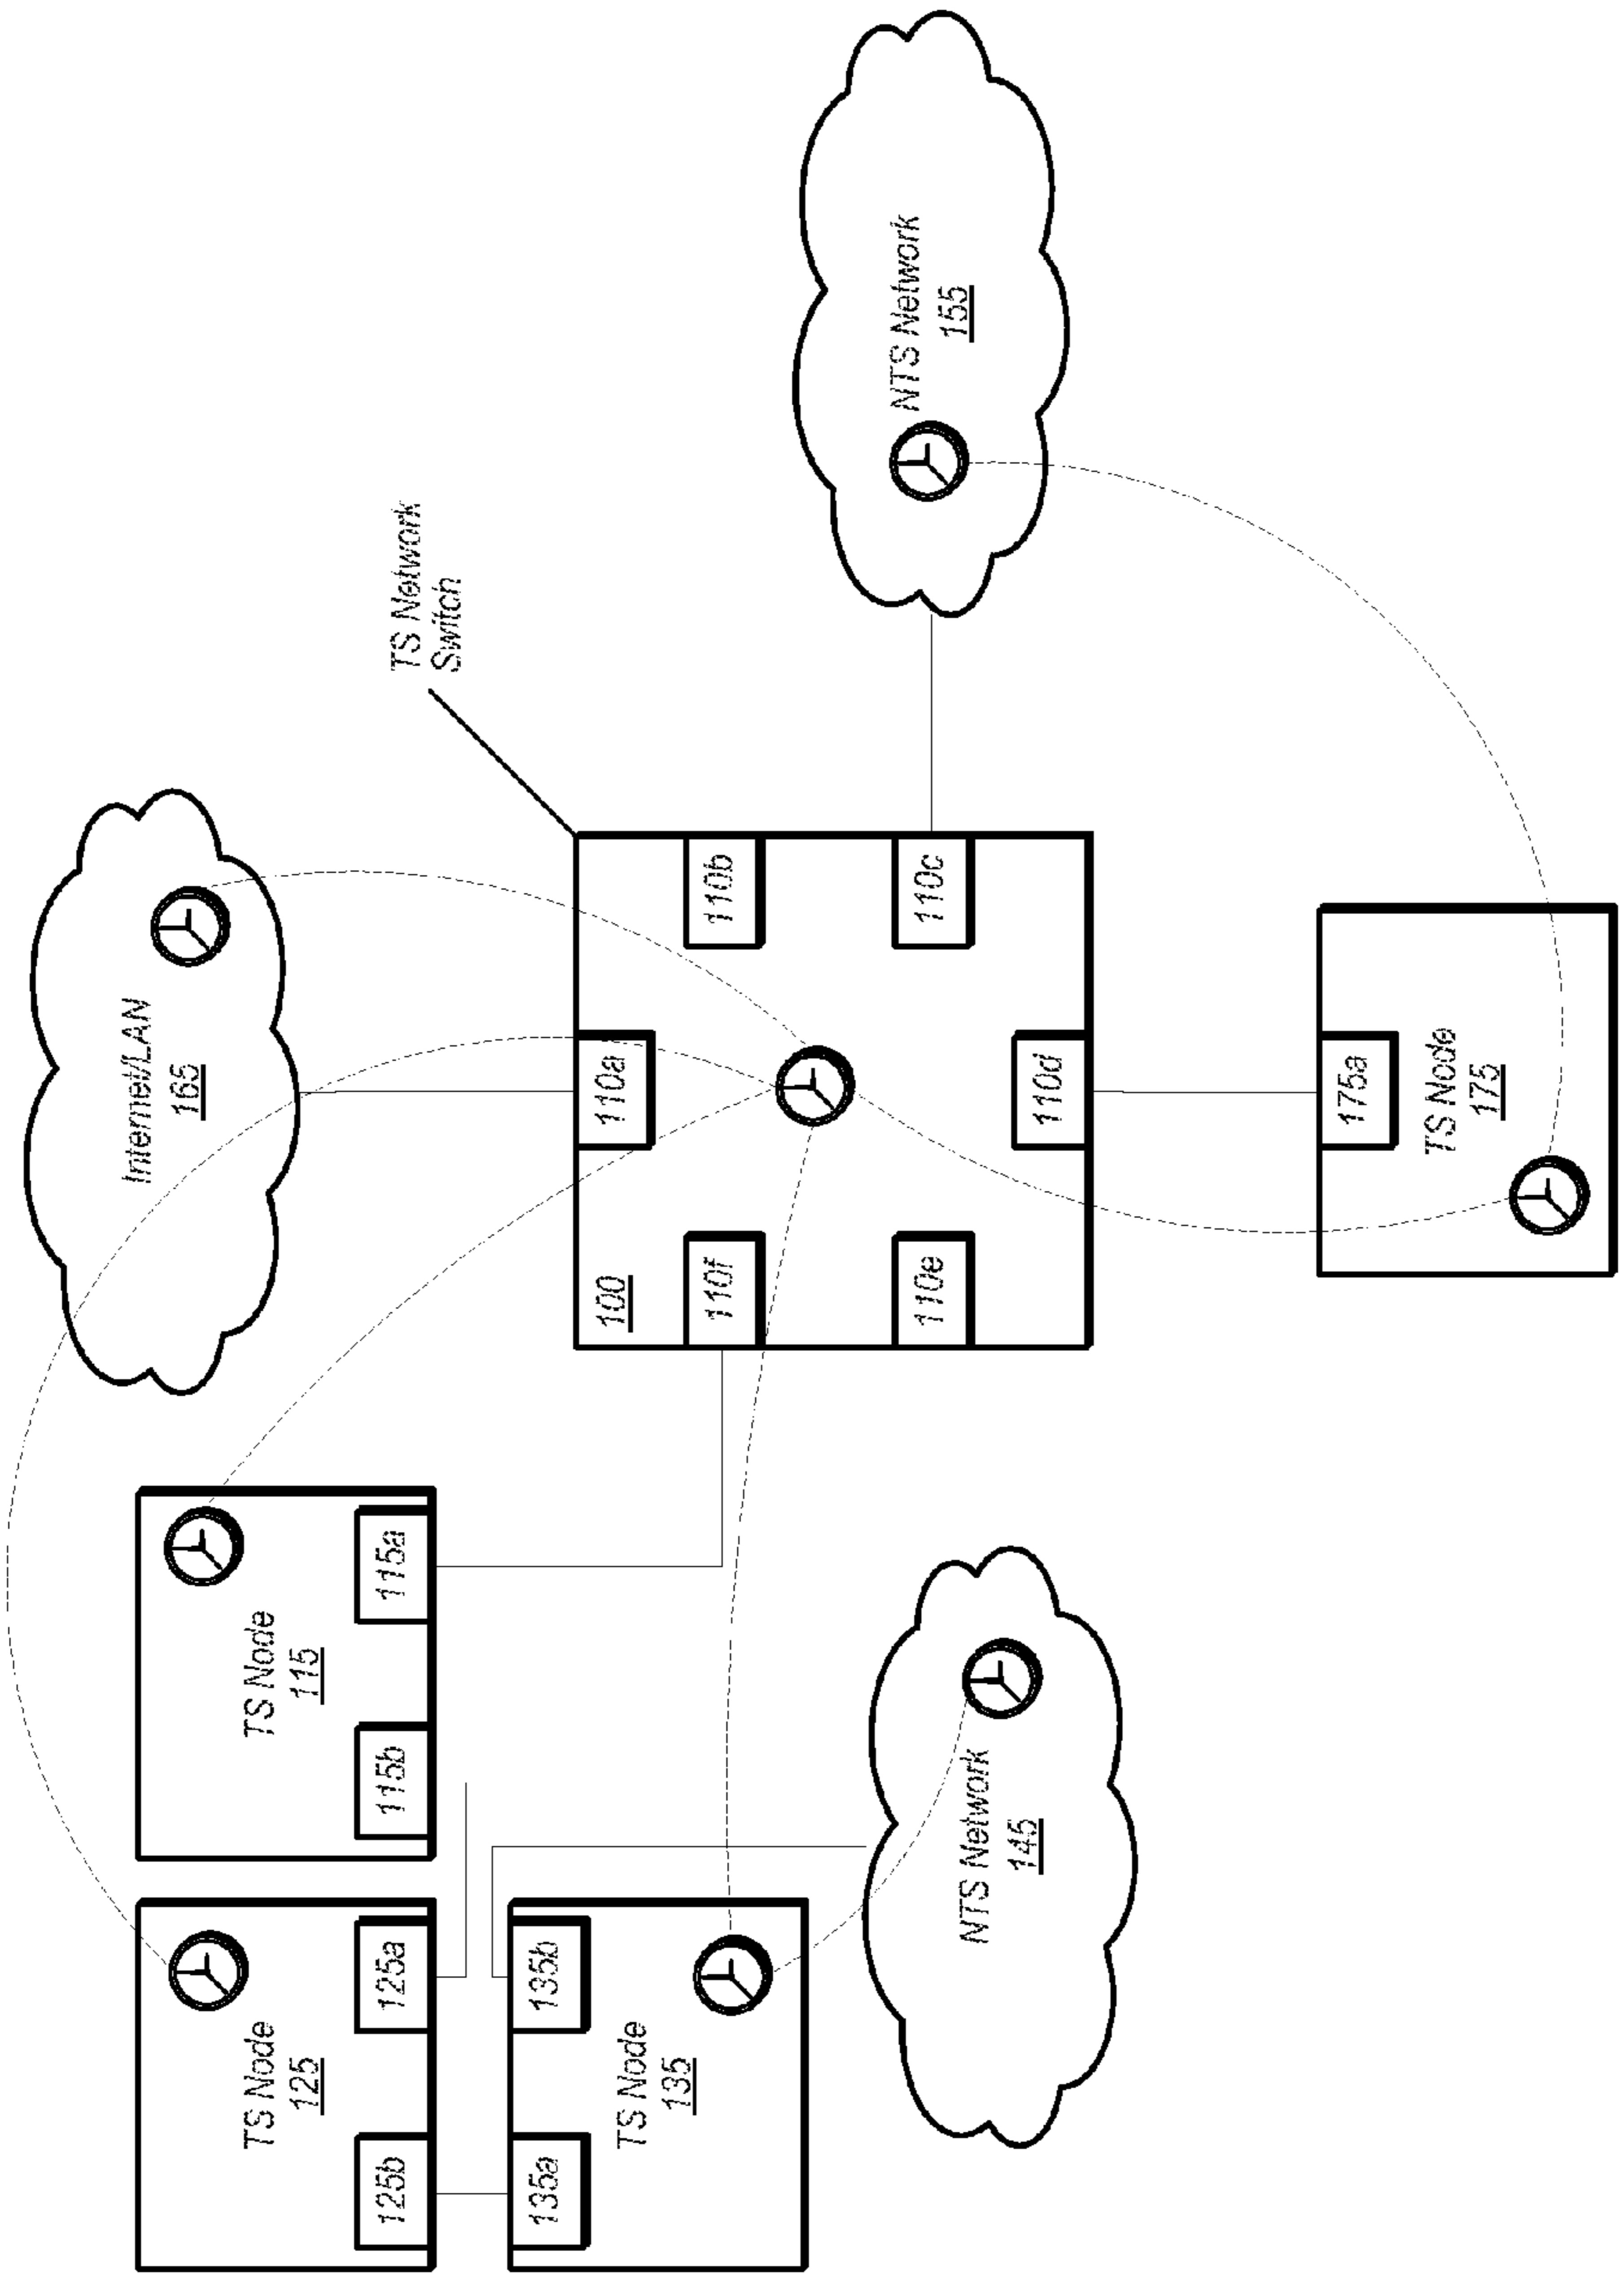 TS Node
125
125b
125a
TS Node
115
115b
115a
Internet/LAN
165
TS Network
Switch
TS Node
135
135a
135b
100
110a
110b
110c
110d
110e
110f
NTS Network
145
NTS Network
155
TS Node
175
175a